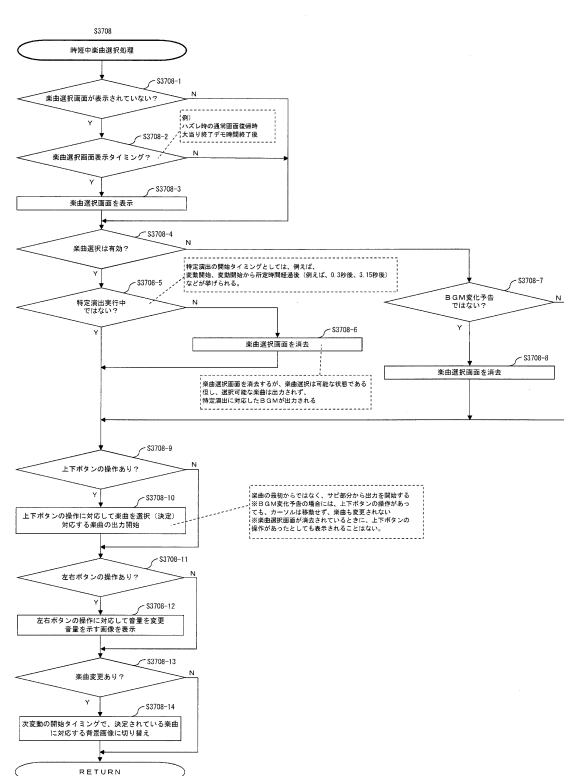 S3708
時短中楽曲選択処理
S3708-1
楽曲選択画面が表示されていない？
N
Y
S3708-2
例）
ハズレ時の通常画面復帰時
大当り終了デモ時間終了後
楽曲選択画面表示タイミング？
N
Y
S3708-3
楽曲選択画面を表示
S3708-4
楽曲選択は有効？
N
Y
特定演出の開始タイミングとしては、例えば、
変動開始、変動開始から所定時間経過後（例えば、0.3秒後、3.15秒後）
などが挙げられる。
S3708-5
特定演出実行中
ではない？
N
Y
S3708-7
ＢＧＭ変化予告
ではない？
N
Y
S3708-6
楽曲選択画面を消去
S3708-8
楽曲選択画面を消去
楽曲選択画面を消去するが、楽曲選択は可能な状態である
但し、選択可能な楽曲は出力されず、
特定演出に対応したＢＧＭが出力される
S3708-9
上下ボタンの操作あり？
N
Y
S3708-10
上下ボタンの操作に対応して楽曲を選択（決定）
対応する楽曲の出力開始
楽曲の最初からではなく、サビ部分から出力を開始する
※ＢＧＭ変化予告の場合には、上下ボタンの操作があっ
ても、カーソルは移動せず、楽曲も変更されない
※楽曲選択画面が消去されているときに、上下ボタンの
操作があったとしても表示されることはない。
S3708-11
左右ボタンの操作あり？
N
Y
S3708-12
左右ボタンの操作に対応して音量を変更
音量を示す画像を表示
S3708-13
楽曲変更あり？
N
Y
S3708-14
次変動の開始タイミングで、決定されている楽曲
に対応する背景画像に切り替え
ＲＥＴＵＲＮ